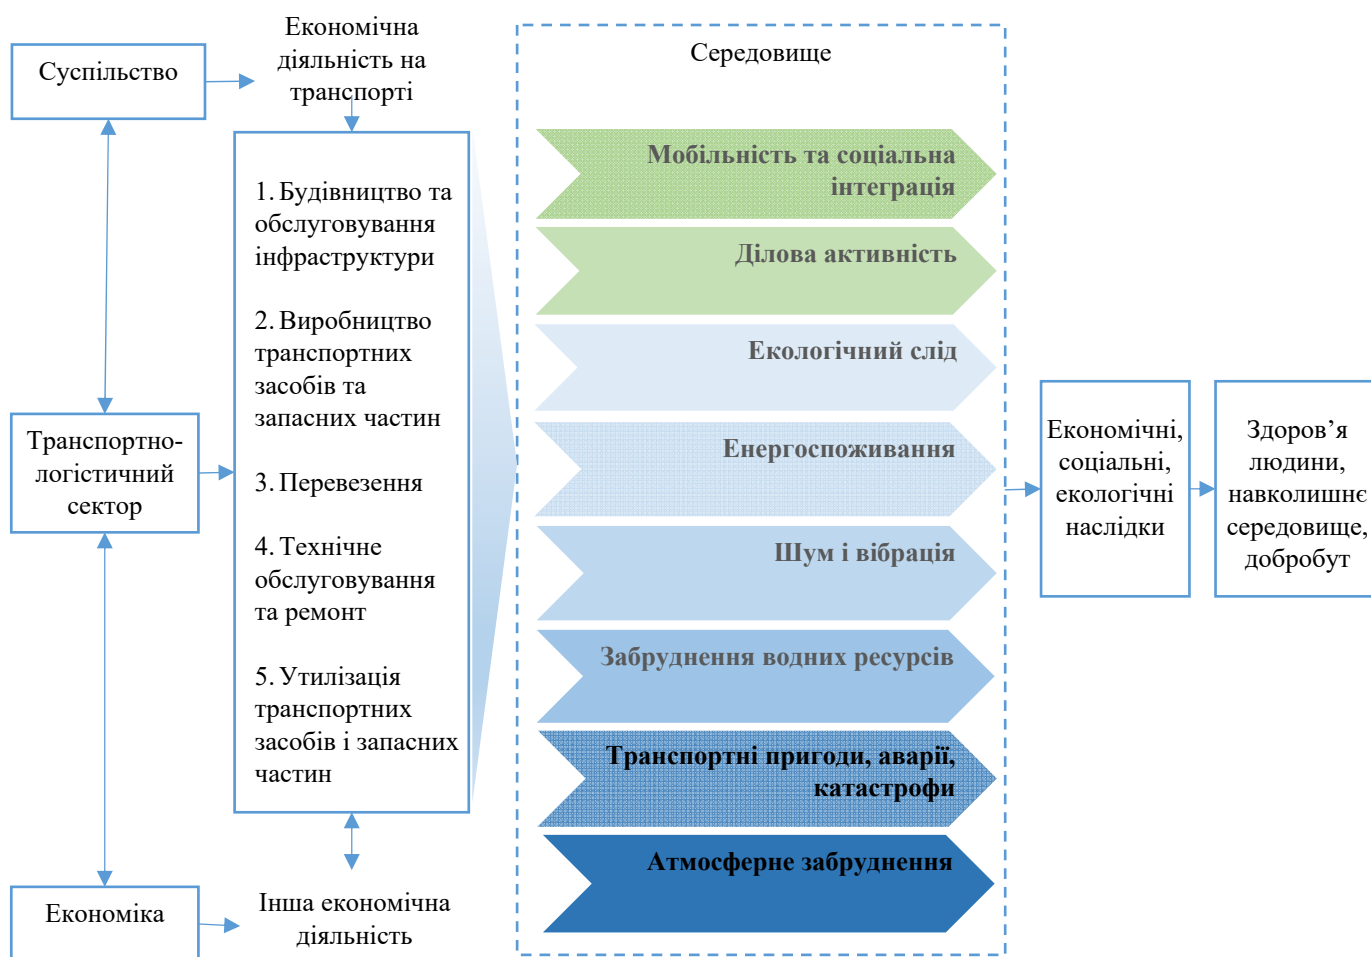 Суспільство
Економічна
діяльність на
транспорті
Середовище
1. Будівництво та
обслуговування
інфраструктури
2. Виробництво
транспортних
засобів та
запасних частин
3. Перевезення
4. Технічне
обслуговування
та ремонт
5. Утилізація
транспортних
засобів і запасних
частин
Транспортно-
логістичний
сектор
Економіка
Інша економічна
діяльність
Мобільність та соціальна
інтеграція
Ділова активність
Екологічний слід
Енергоспоживання
Шум і вібрація
Забруднення водних ресурсів
Транспортні пригоди, аварії,
катастрофи
Атмосферне забруднення
Економічні,
соціальні,
екологічні
наслідки
Здоров’я
людини,
навколишнє
середовище,
добробут